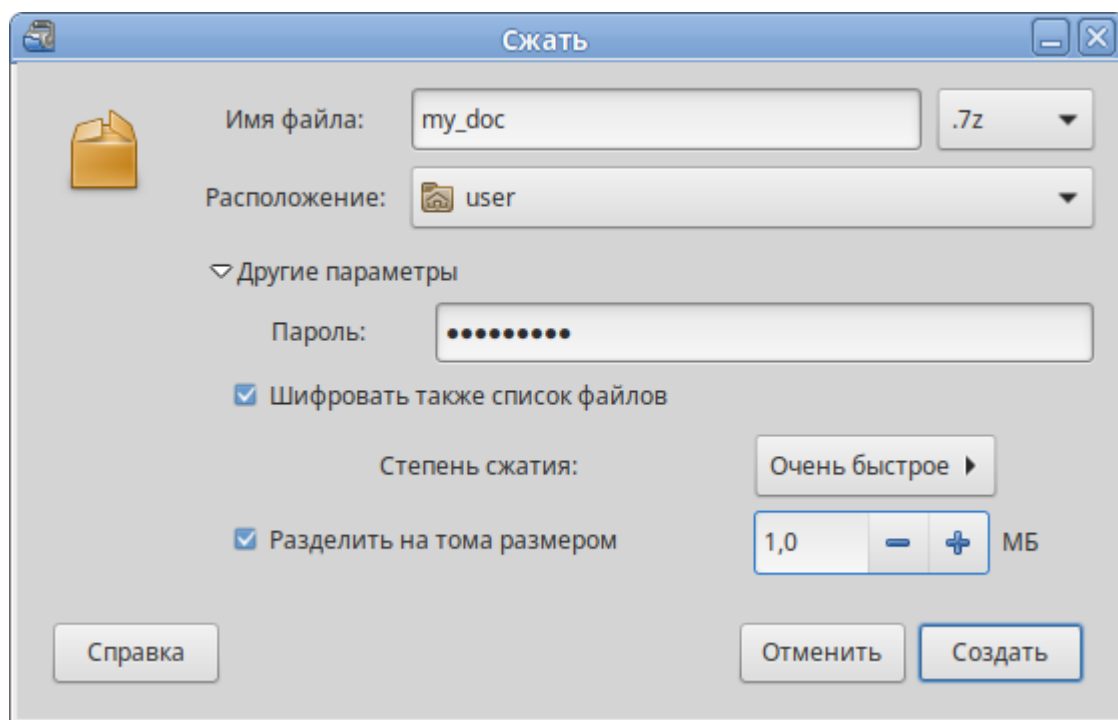 Сжать
Имя файла: my_doc .7z
Расположение: user
Другие параметры
Пароль: •••••••••
Шифровать также список файлов
Степень сжатия: Очень быстрое
Разделить на тома размером 1,0 МБ
Справка Отменить Создать